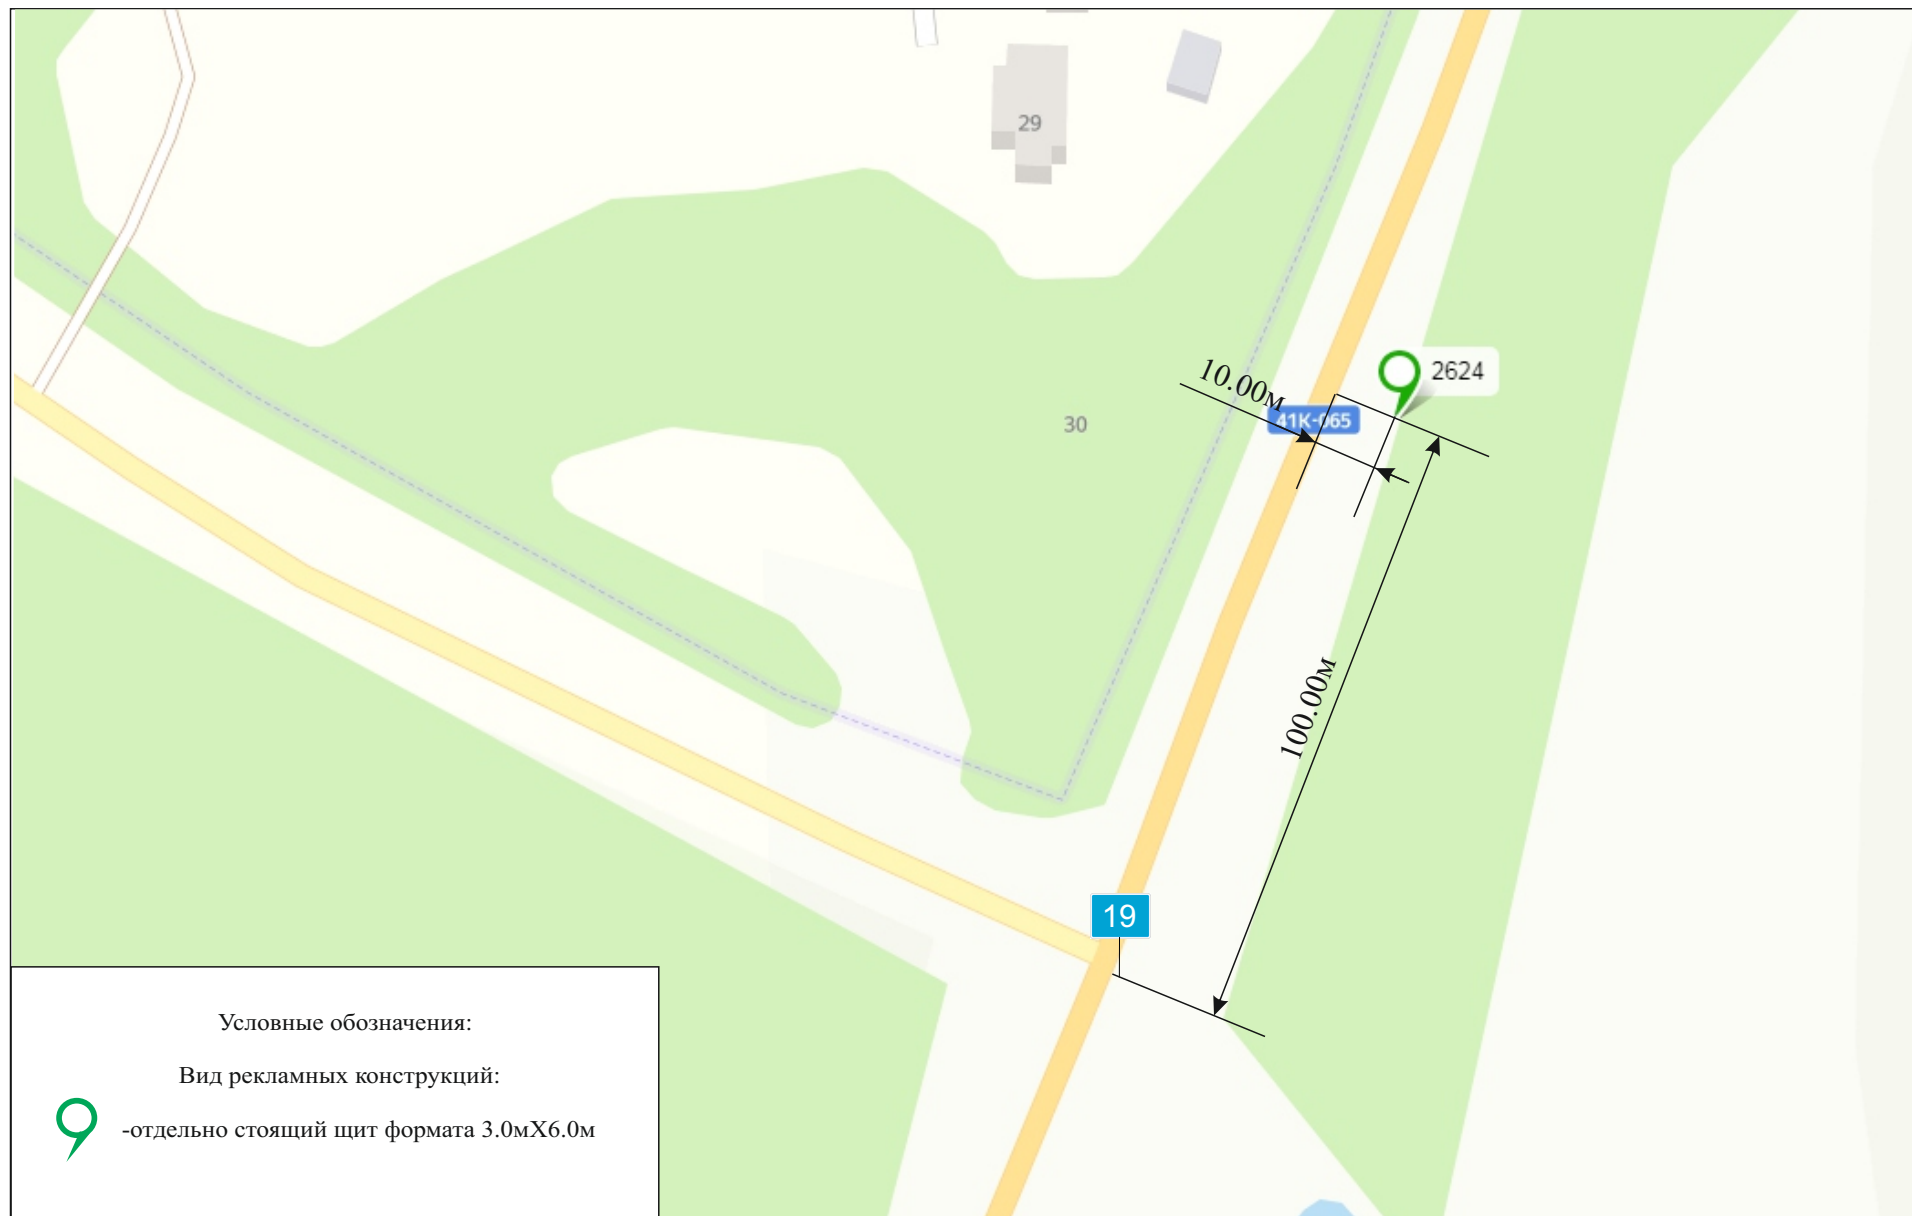 29
2624
10.00м
41К-065
30
100.00м
19
Условные обозначения:
Вид рекламных конструкций:
-отдельно стоящий щит формата 3.0мХ6.0м